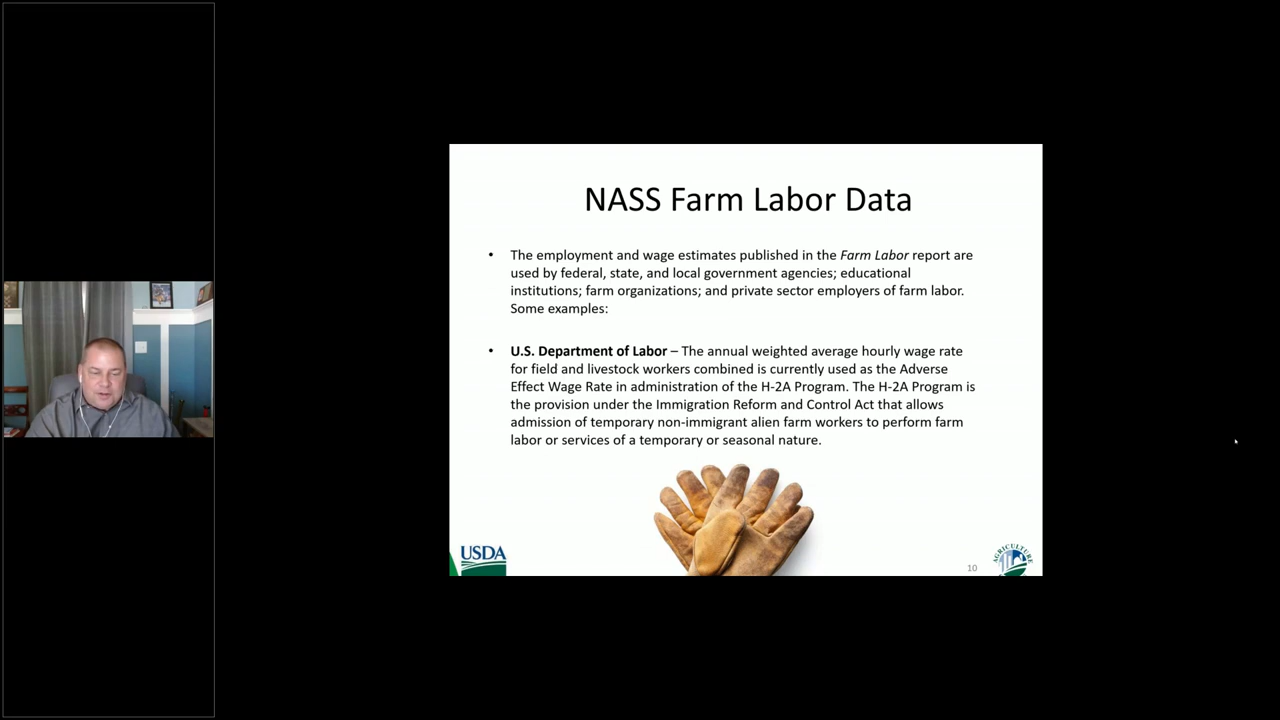 NASS Farm Labor Data
• The employment and wage estimates published in the Farm Labor report are
used by federal, state, and local government agencies; educational
institutions; farm organizations; and private sector employers of farm labor.
Some examples:
• U.S. Department of Labor – The annual weighted average hourly wage rate
for field and livestock workers combined is currently used as the Adverse
Effect Wage Rate in administration of the H-2A Program. The H-2A Program is
the provision under the Immigration Reform and Control Act that allows
admission of temporary non-immigrant alien farm workers to perform farm
labor or services of a temporary or seasonal nature.
USDA
10
AGRICULTURE